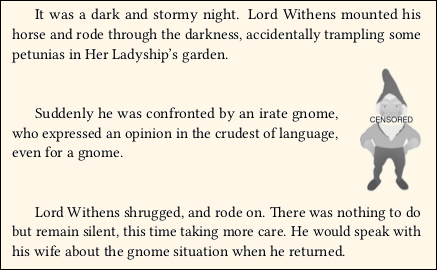 It was a dark and stormy night. Lord Withens mounted his
horse and rode through the darkness, accidentally trampling some
petunias in Her Ladyship's garden.
Suddenly he was confronted by an irate gnome,
who expressed an opinion in the crudest of language,
even for a gnome.
CENSORED
Lord Withens shrugged, and rode on. There was nothing to do
but remain silent, this time taking more care. He would speak with
his wife about the gnome situation when he returned.